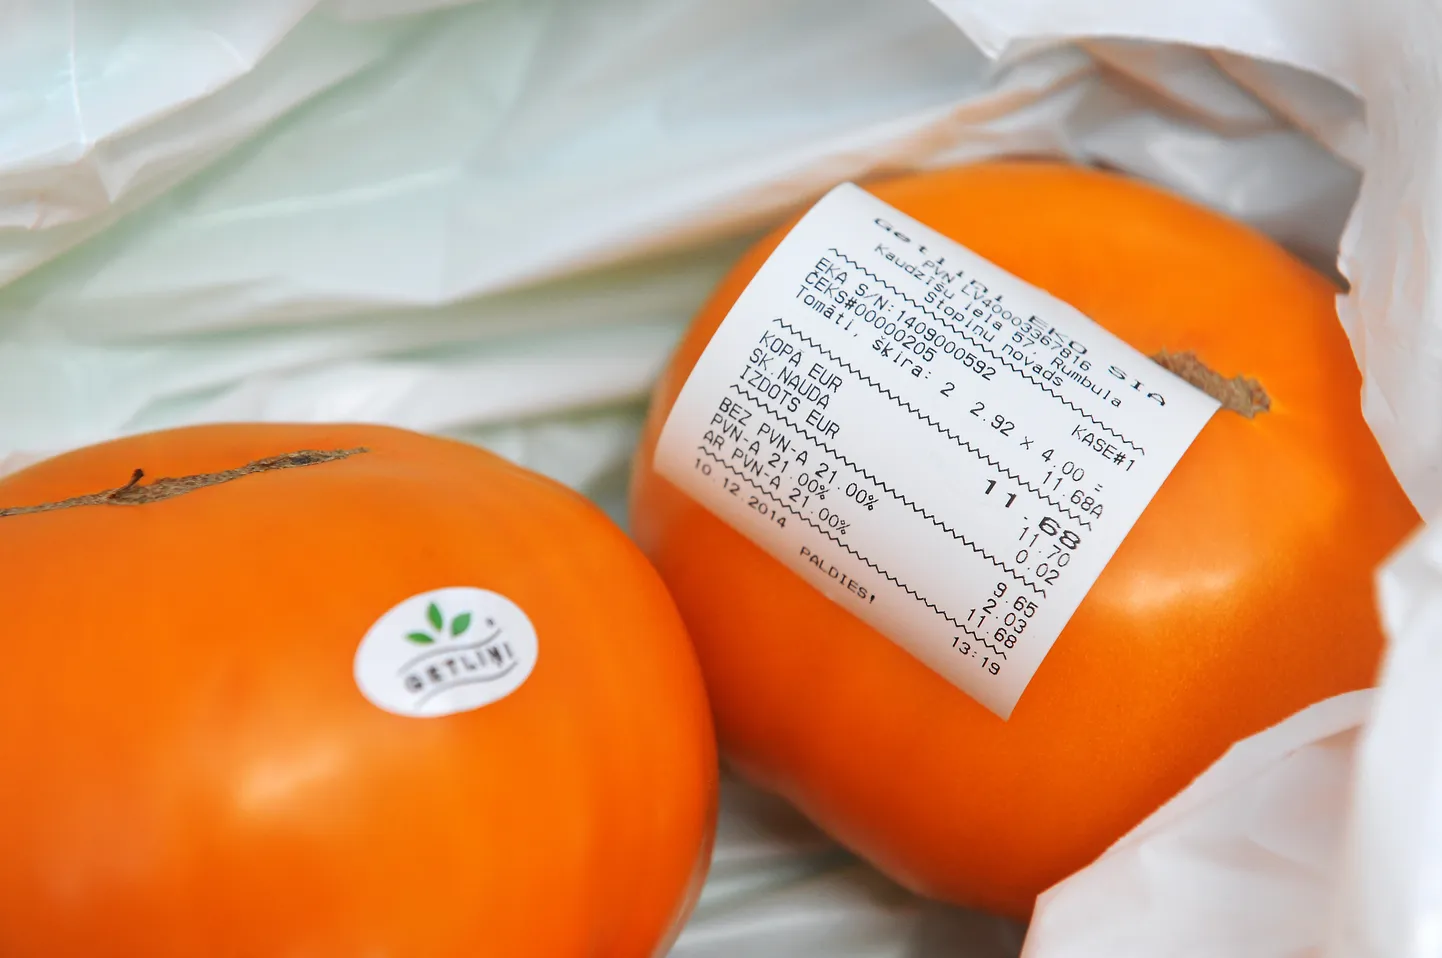 Getliņi EKO SIA
PVN LV40003367816
Kaudzīšu iela 57, Rumbula
Stopiņu novads
EKA S/N:1409000592 KASE#1
ČEKS#00000205
Tomāti, šķira: 2 2.92 x 4.00 =
11.68A
KOPĀ EUR 11.68
SK.NAUDA 11.70
IZDOTS EUR 0.02
BEZ PVN-A 21.00% 9.65
PVN-A 21.00% 2.03
AR PVN-A 21.00% 11.68
10.12.2014 13:19
PALDIES!
GETLIŅI